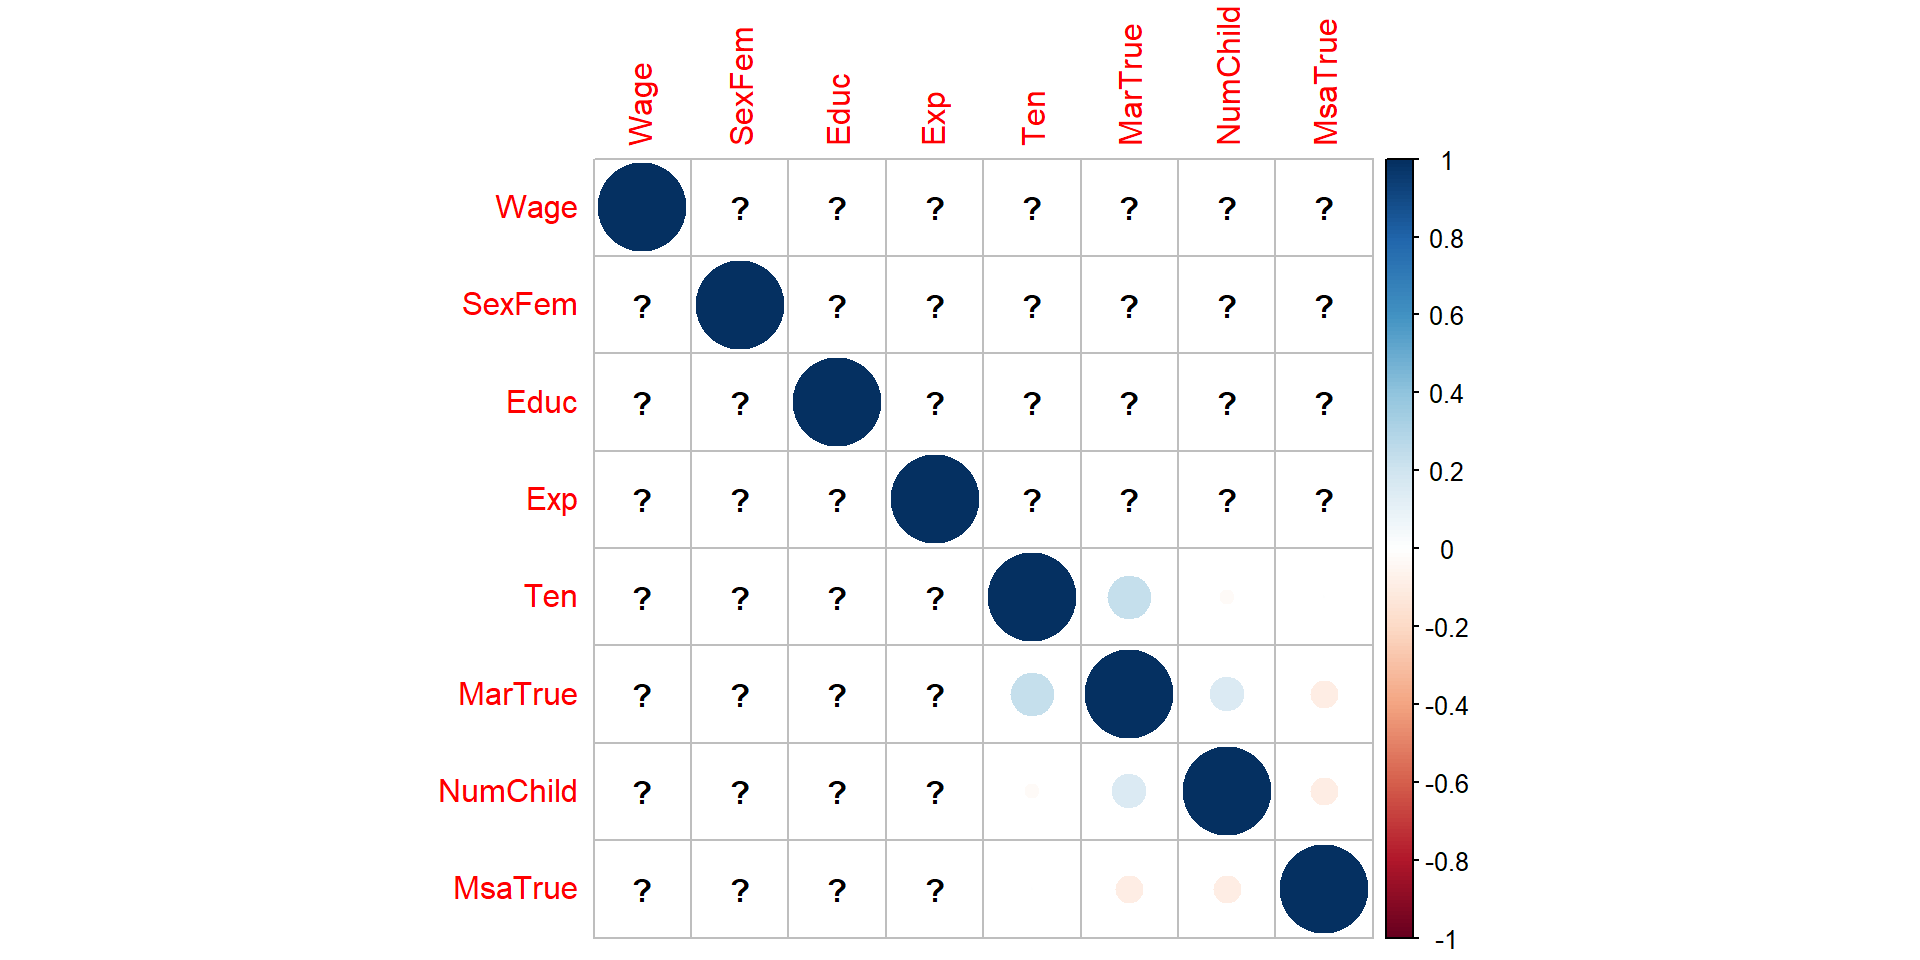 Wage SexFem Educ Exp Ten MarTrue NumChild MsaTrue
Wage ? ? ? ? ? ? ?
SexFem ? ? ? ? ? ? ?
Educ ? ? ? ? ? ? ?
Exp ? ? ? ? ? ? ?
Ten ? ? ? ?
MarTrue ? ? ? ?
NumChild ? ? ? ?
MsaTrue ? ? ? ?
1
0.8
0.6
0.4
0.2
0
-0.2
-0.4
-0.6
-0.8
-1